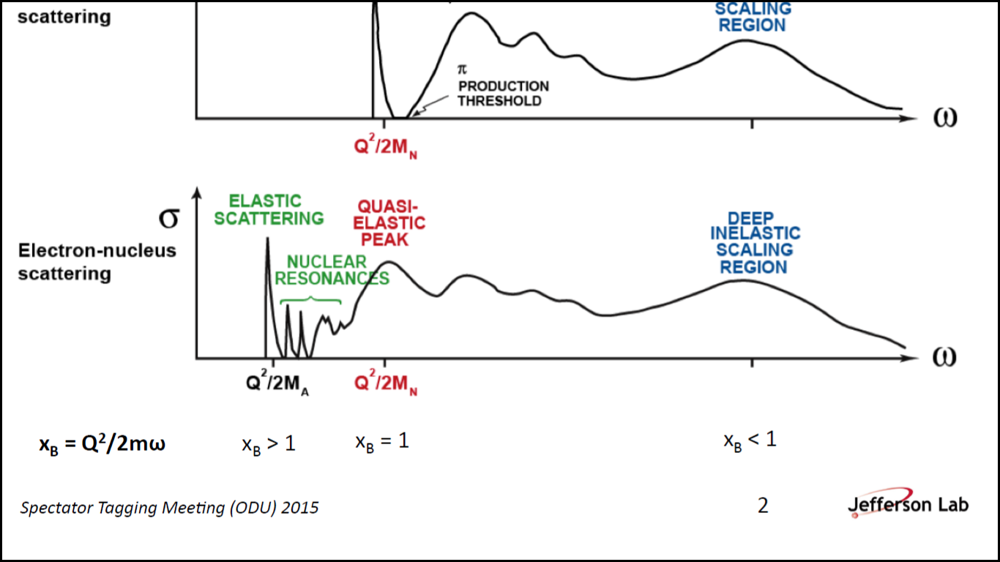 scattering
SCALING
REGION
π
PRODUCTION
THRESHOLD
ω
Q²/2M_N
σ
ELASTIC
SCATTERING
QUASI-
ELASTIC
PEAK
DEEP
INELASTIC
SCALING
REGION
Electron-nucleus
scattering
NUCLEAR
RESONANCES
ω
Q²/2M_A
Q²/2M_N
x_B = Q²/2mω
x_B > 1
x_B = 1
x_B < 1
Spectator Tagging Meeting (ODU) 2015
2
Jefferson Lab